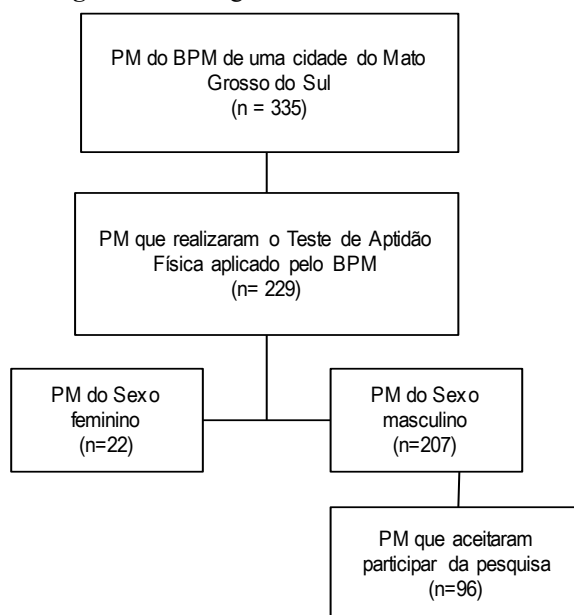 PM do BPM de uma cidade do Mato
Grosso do Sul
(n = 335)
PM que realizaram o Teste de Aptidão
Física aplicado pelo BPM
(n= 229)
PM do Sexo
feminino
(n=22)
PM do Sexo
masculino
(n=207)
PM que aceitaram
participar da pesquisa
(n=96)